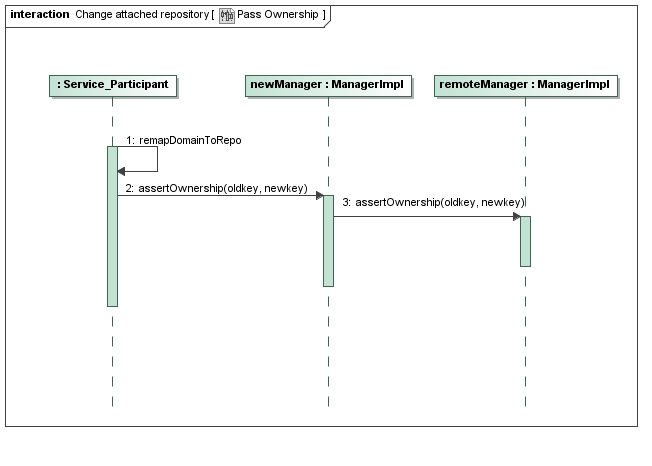 interaction Change attached repository [ Pass Ownership ]
: Service_Participant
newManager : ManagerImpl
remoteManager : ManagerImpl
1: remapDomainToRepo
2: assertOwnership(oldkey, newkey)
3: assertOwnership(oldkey, newkey)